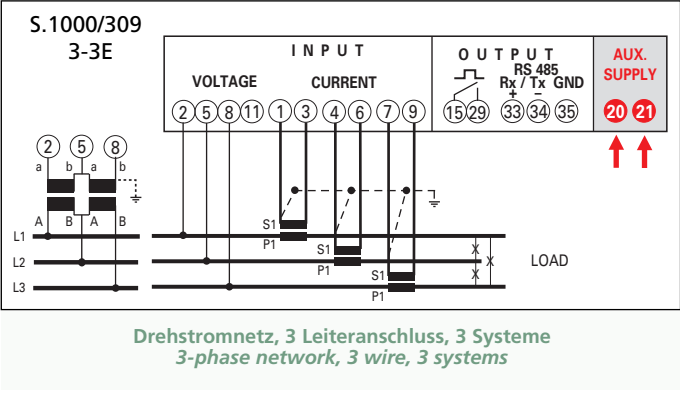 S.1000/309
3-3E
INPUT
VOLTAGE CURRENT
2 5 8 11 1 3 4 6 7 9
OUTPUT
RS 485
Rx / Tx GND
+ −
15 29 33 34 35
AUX.
SUPPLY
20 21
2 5 8
a b a b
A B A B
L1
L2
L3
S1
P1
S1
P1
S1
P1
X
X X
X
LOAD
Drehstromnetz, 3 Leiteranschluss, 3 Systeme
3-phase network, 3 wire, 3 systems